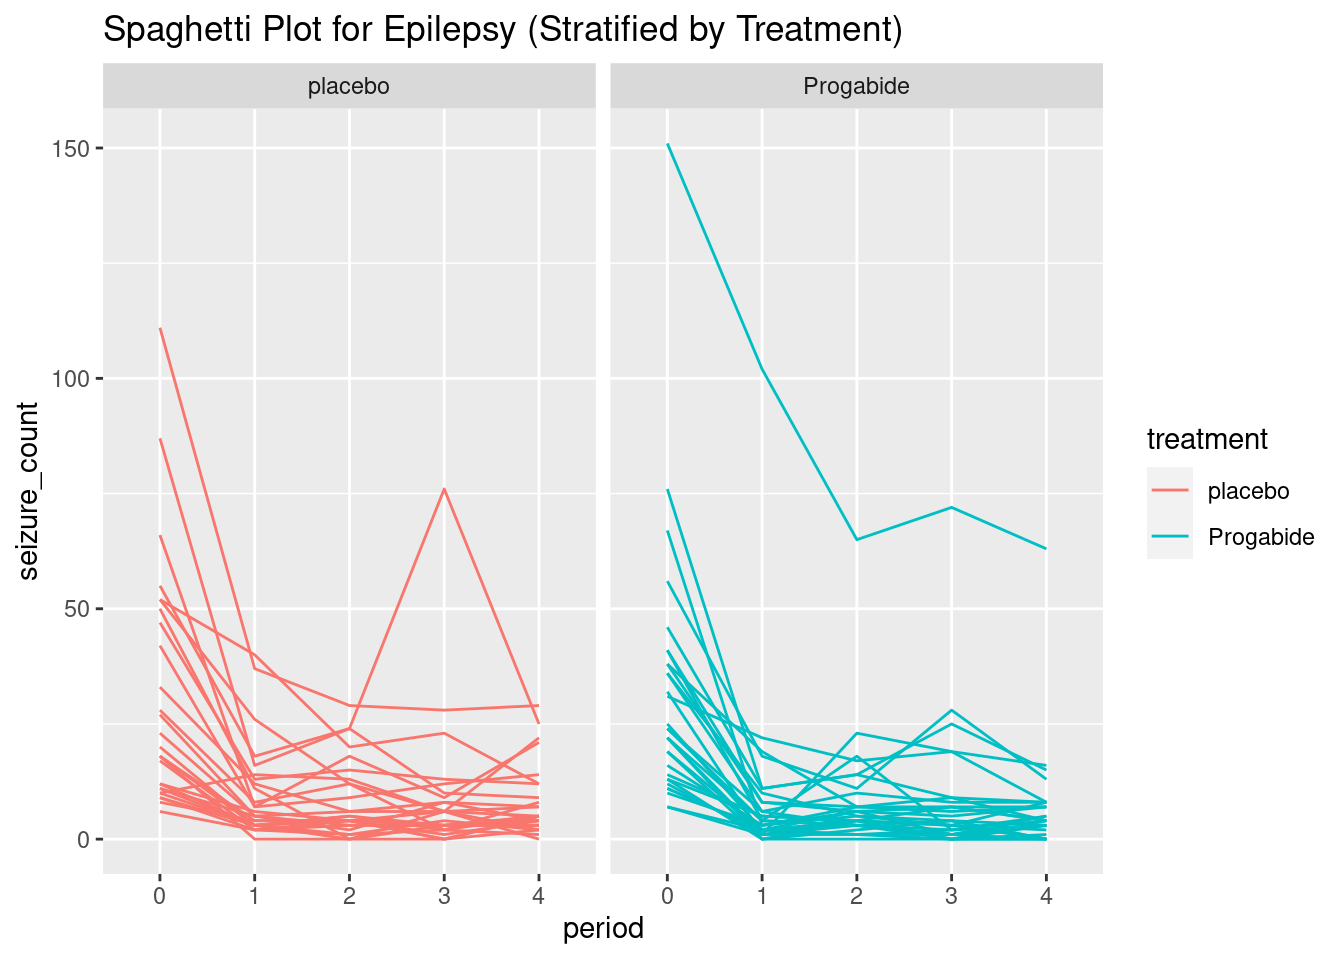 Spaghetti Plot for Epilepsy (Stratified by Treatment)
placebo
Progabide
150
100
50
0
seizure_count
0 1 2 3 4
0 1 2 3 4
period
treatment
placebo
Progabide